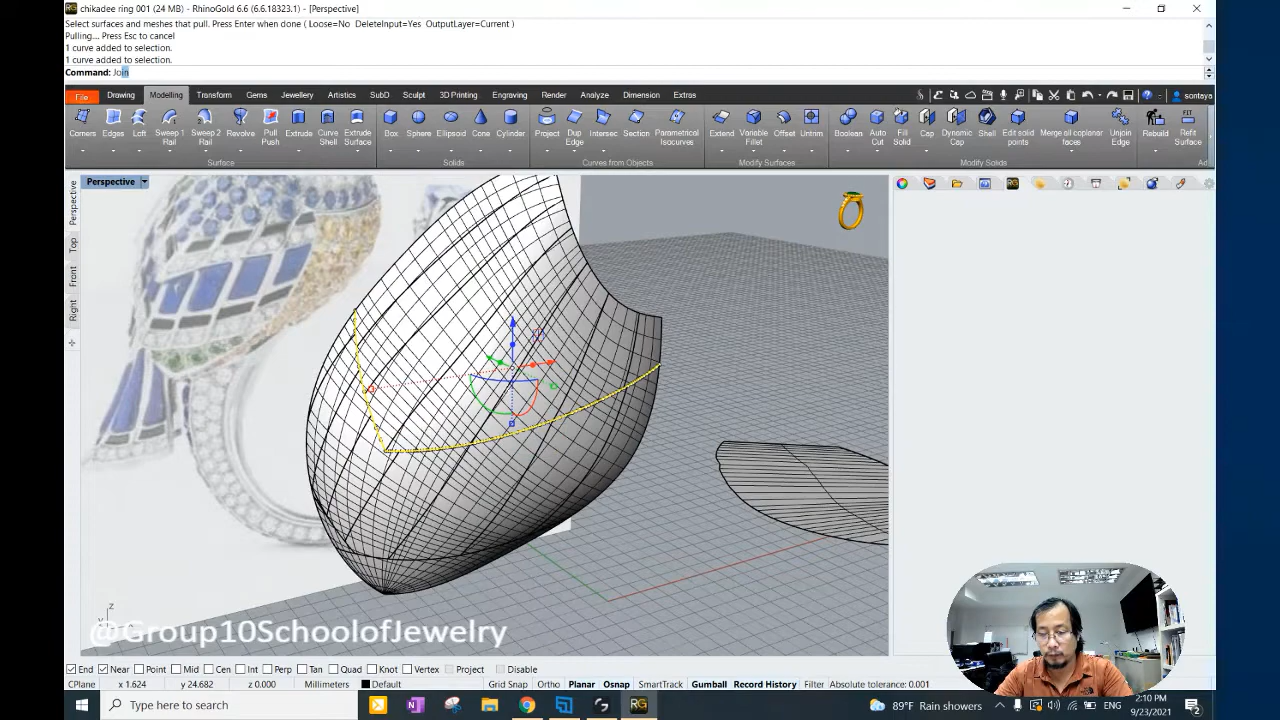 chikadee ring 001 (24 MB) - RhinoGold 6.6 (6.6.18323.1) - [Perspective]
Select surfaces and meshes that pull. Press Enter when done ( Loose=No DeleteInput=Yes OutputLayer=Current )
Pulling... Press Esc to cancel
1 curve added to selection.
1 curve added to selection.
Command: Join
File Drawing Modelling Transform Gems Jewellery Artistics SubD Sculpt 3D Printing Engraving Render Analyze Dimension Extras sontaya
Corners Edges Loft Sweep 1 Rail Sweep 2 Rail Revolve Pull Push Extrude Curve Shell Extrude Surface Box Sphere Ellipsoid Cone Cylinder Project Dup Edge Intersec Section Parametrical Isocurves Extend Variable Fillet Offset Untrim Boolean Auto Cut Fill Solid Cap Dynamic Cap Shell Edit solid points Merge all coplanar faces Unjoin Edge Rebuild Refit Surface
Surface Solids Curves from Objects Modify Surfaces Modify Solids Ad
Perspective
Perspective
Top
Front
Right
z
@Group10SchoolofJewelry
End Near Point Mid Cen Int Perp Tan Quad Knot Vertex Project Disable
CPlane x 1.624 y 24.682 z 0.000 Millimeters Default Grid Snap Ortho Planar Osnap SmartTrack Gumball Record History Filter Absolute tolerance: 0.001
Type here to search
89°F Rain showers
ENG
2:10 PM
9/23/2021
2